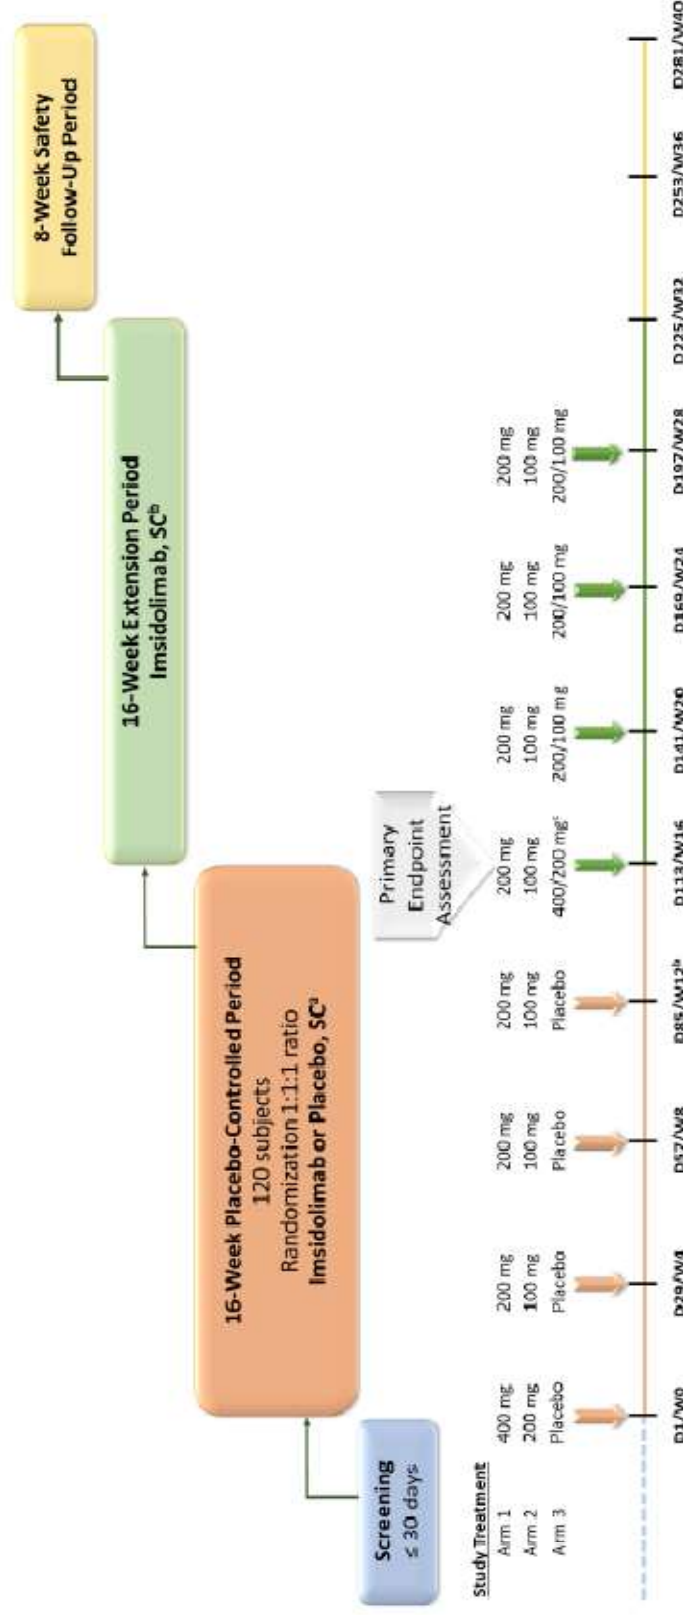 8-Week Safety
Follow-Up Period
16-Week Extension Period
Imsidolimab, SCᵇ
16-Week Placebo-Controlled Period
120 subjects
Randomization 1:1:1 ratio
Imsidolimab or Placebo, SCᵃ
Screening
≤ 30 days
Primary
Endpoint
Assessment
Study Treatment
Arm 1 400 mg 200 mg 200 mg 200 mg 200 mg 200 mg 200 mg 200 mg
Arm 2 200 mg 100 mg 100 mg 100 mg 100 mg 100 mg 100 mg 100 mg
Arm 3 Placebo Placebo Placebo Placebo 400/200 mgᶜ 200/100 mg 200/100 mg 200/100 mg
D1/W0 D29/W4 D57/W8 D85/W12ᵇ D113/W16 D141/W20 D169/W24 D197/W28 D225/W32 D253/W36 D281/W40